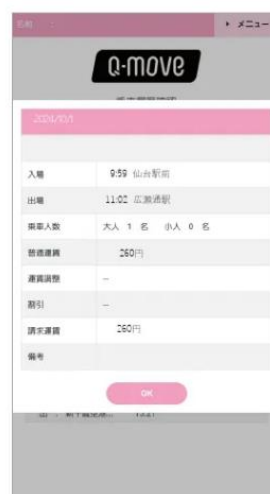 名前 :
メニュー
Q-move
2024/10/1
入場 9:59 仙台駅前
出場 11:02 広瀬通駅
乗車人数 大人 1 名 小人 0 名
普通運賃 260円
運賃調整 −
割引 −
請求運賃 260円
備考
OK